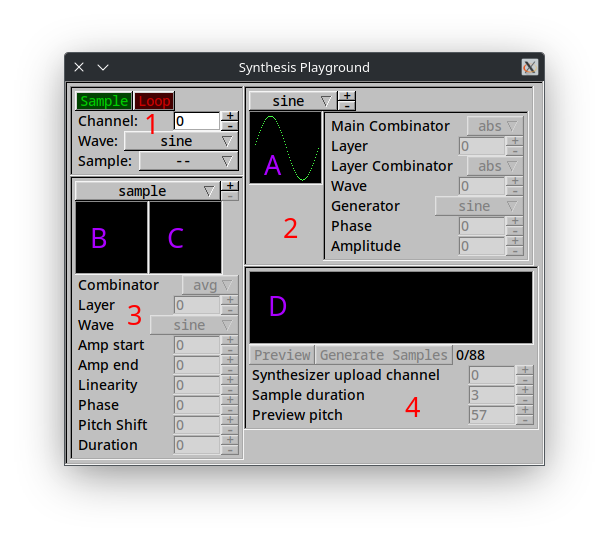 Synthesis Playground
Sample Loop
Channel: 0 + -
1
Wave: sine
Sample: --
sample + -
B C
Combinator avg
Layer 0 + -
3
Wave sine
Amp start 0 + -
Amp end 0 + -
Linearity 0 + -
Phase 0 + -
Pitch Shift 0 + -
Duration 0 + -
sine + -
A
2
Main Combinator abs
Layer 0 + -
Layer Combinator abs
Wave 0 + -
Generator sine
Phase 0 + -
Amplitude 0 + -
D
Preview Generate Samples 0/88
Synthesizer upload channel 0 + -
Sample duration 3 + -
4
Preview pitch 57 + -